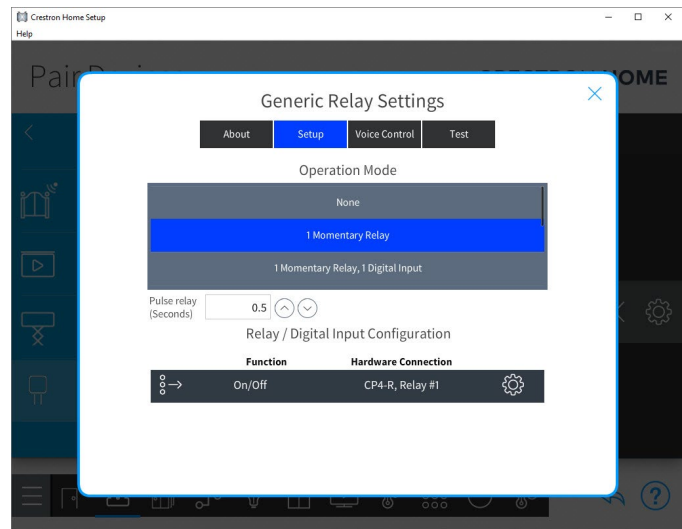 Crestron Home Setup
Help
Generic Relay Settings
About Setup Voice Control Test
Operation Mode
None
1 Momentary Relay
1 Momentary Relay, 1 Digital Input
Pulse relay
(Seconds) 0.5
Relay / Digital Input Configuration
Function Hardware Connection
On/Off CP4-R, Relay #1
?